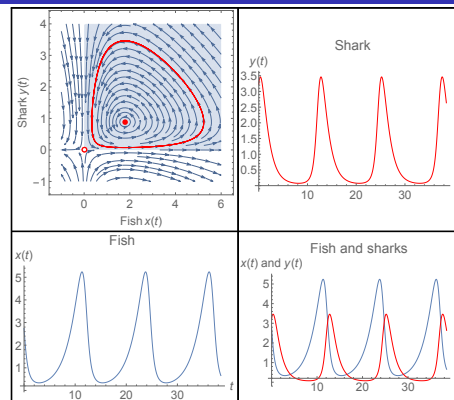 4
3
2
1
0
−1
Shark y(t)
0 2 4 6
Fish x(t)
Shark
y(t)
3.5
3.0
2.5
2.0
1.5
1.0
0.5
10 20 30
Fish
x(t)
5
4
3
2
1
10 20 30
t
Fish and sharks
x(t) and y(t)
5
4
3
2
1
10 20 30